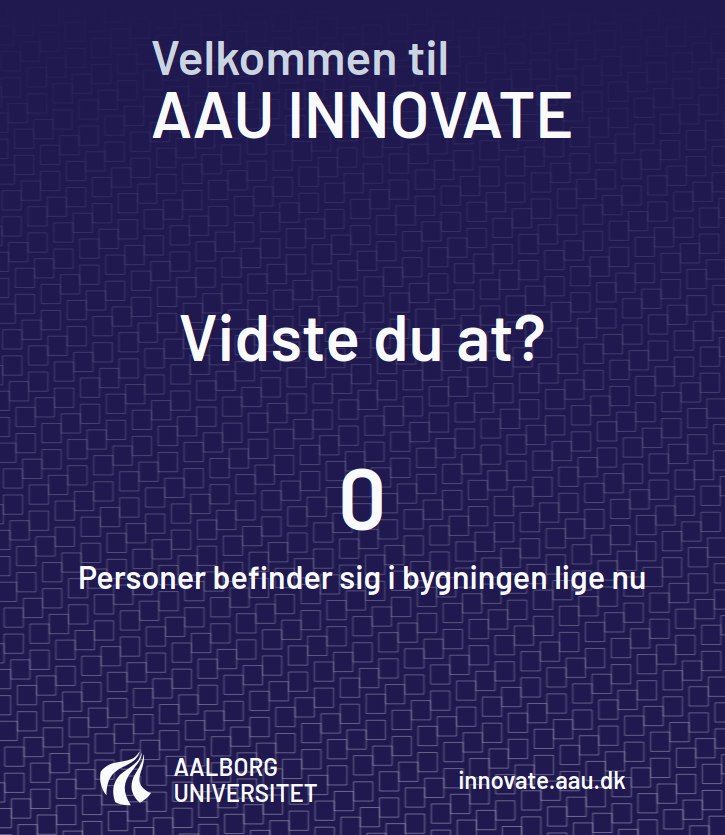 Velkommen til
AAU INNOVATE
Vidste du at?
0
Personer befinder sig i bygningen lige nu
AALBORG
UNIVERSITET
innovate.aau.dk